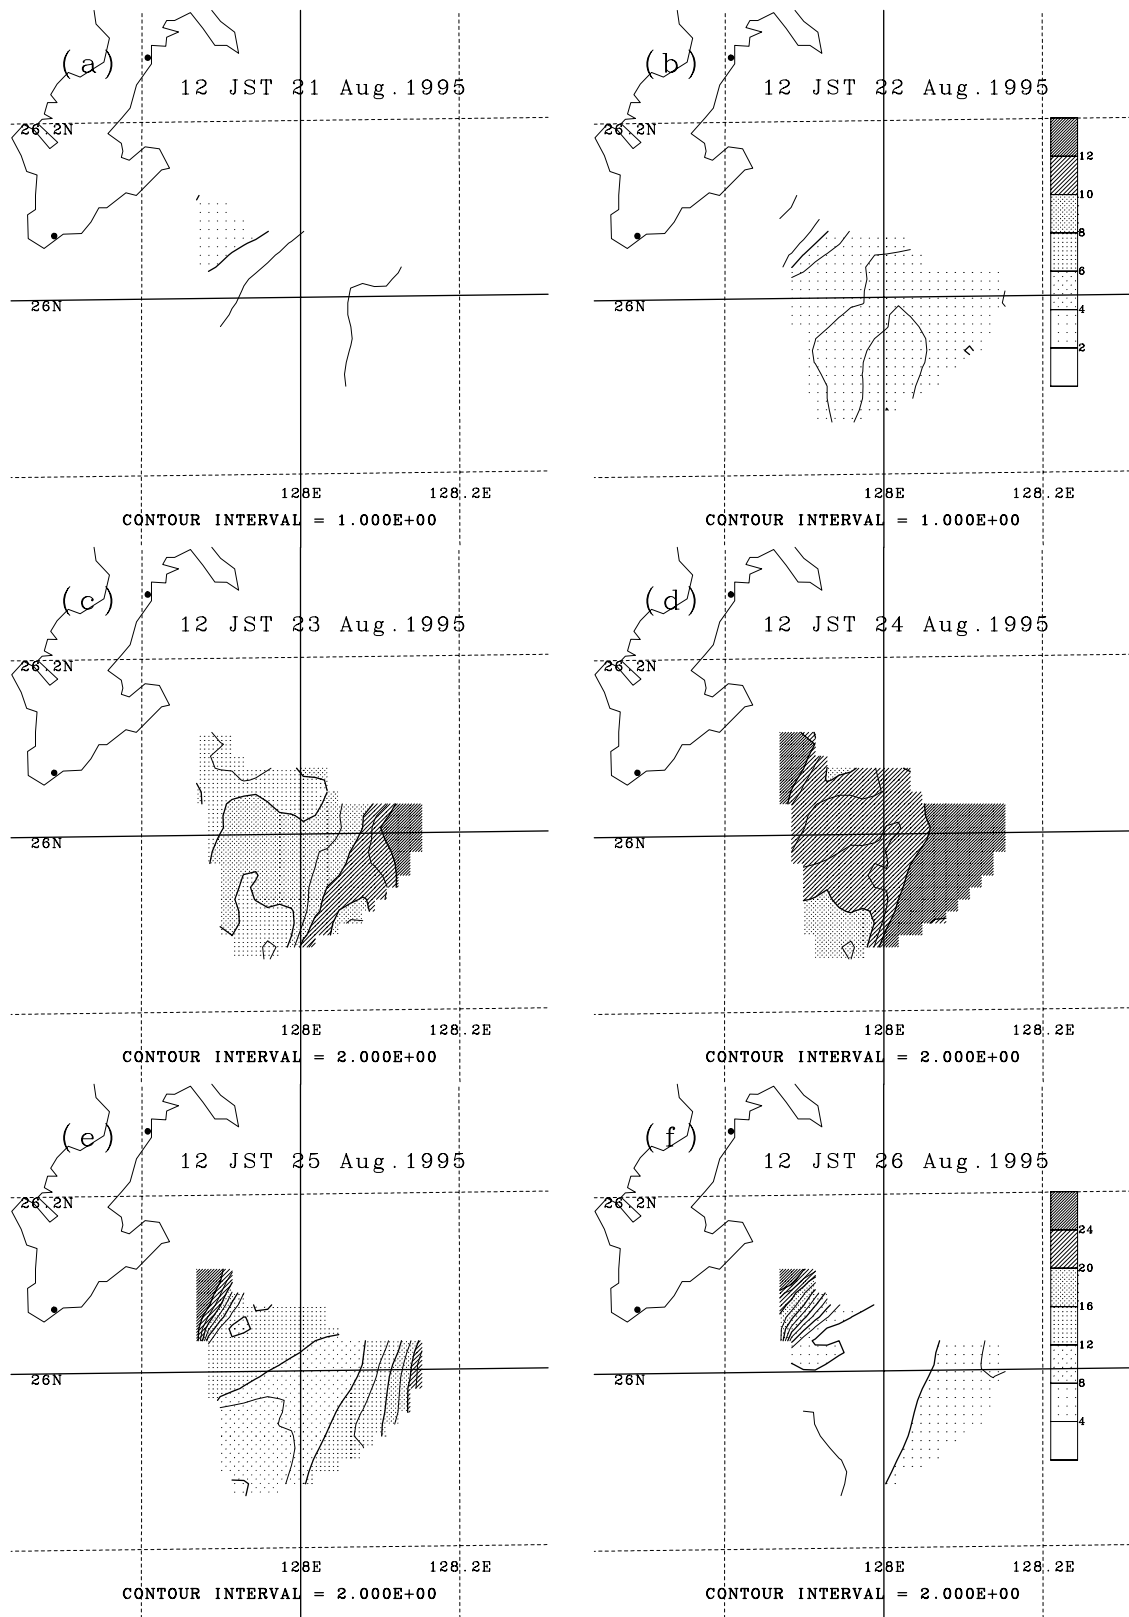 (a)
12 JST 21 Aug.1995
26.2N
26N
128E 128.2E
CONTOUR INTERVAL = 1.000E+00
(b)
12 JST 22 Aug.1995
26.2N
12
10
8
6
4
2
26N
128E 128.2E
CONTOUR INTERVAL = 1.000E+00
(c)
12 JST 23 Aug.1995
26.2N
26N
128E 128.2E
CONTOUR INTERVAL = 2.000E+00
(d)
12 JST 24 Aug.1995
26.2N
26N
128E 128.2E
CONTOUR INTERVAL = 2.000E+00
(e)
12 JST 25 Aug.1995
26.2N
26N
128E 128.2E
CONTOUR INTERVAL = 2.000E+00
(f)
12 JST 26 Aug.1995
26.2N
24
20
16
12
8
4
26N
128E 128.2E
CONTOUR INTERVAL = 2.000E+00